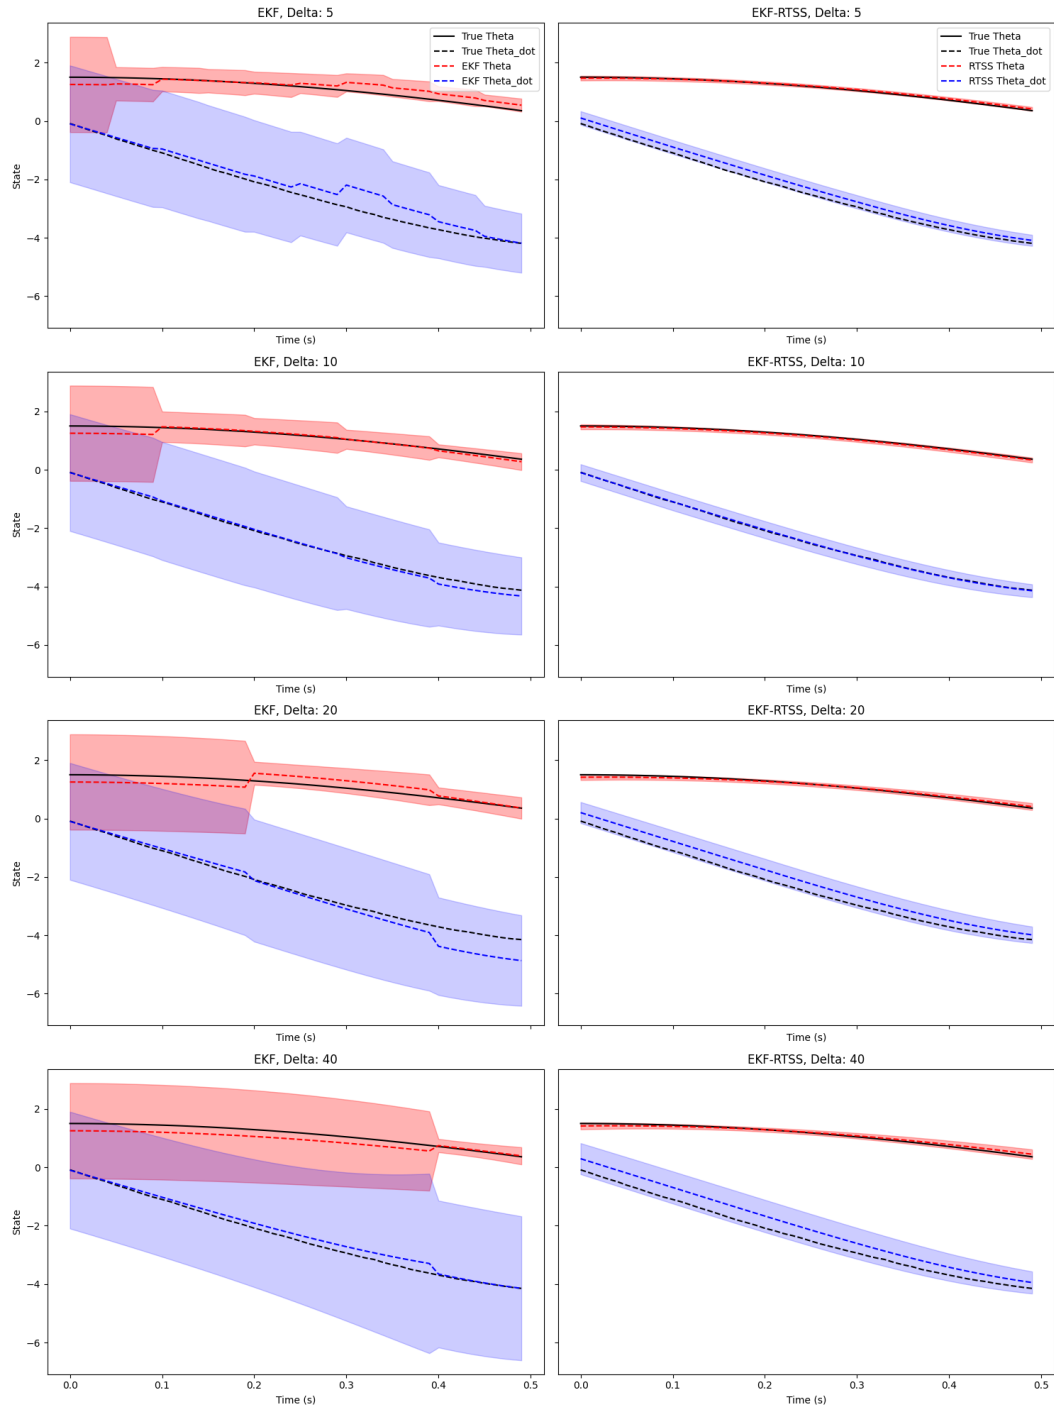 EKF, Delta: 5
EKF-RTSS, Delta: 5
True Theta
True Theta_dot
EKF Theta
EKF Theta_dot
True Theta
True Theta_dot
RTSS Theta
RTSS Theta_dot
2
0
−2
−4
−6
State
Time (s)
Time (s)
EKF, Delta: 10
EKF-RTSS, Delta: 10
2
0
−2
−4
−6
State
Time (s)
Time (s)
EKF, Delta: 20
EKF-RTSS, Delta: 20
2
0
−2
−4
−6
State
Time (s)
Time (s)
EKF, Delta: 40
EKF-RTSS, Delta: 40
2
0
−2
−4
−6
State
0.0 0.1 0.2 0.3 0.4 0.5
Time (s)
0.0 0.1 0.2 0.3 0.4 0.5
Time (s)